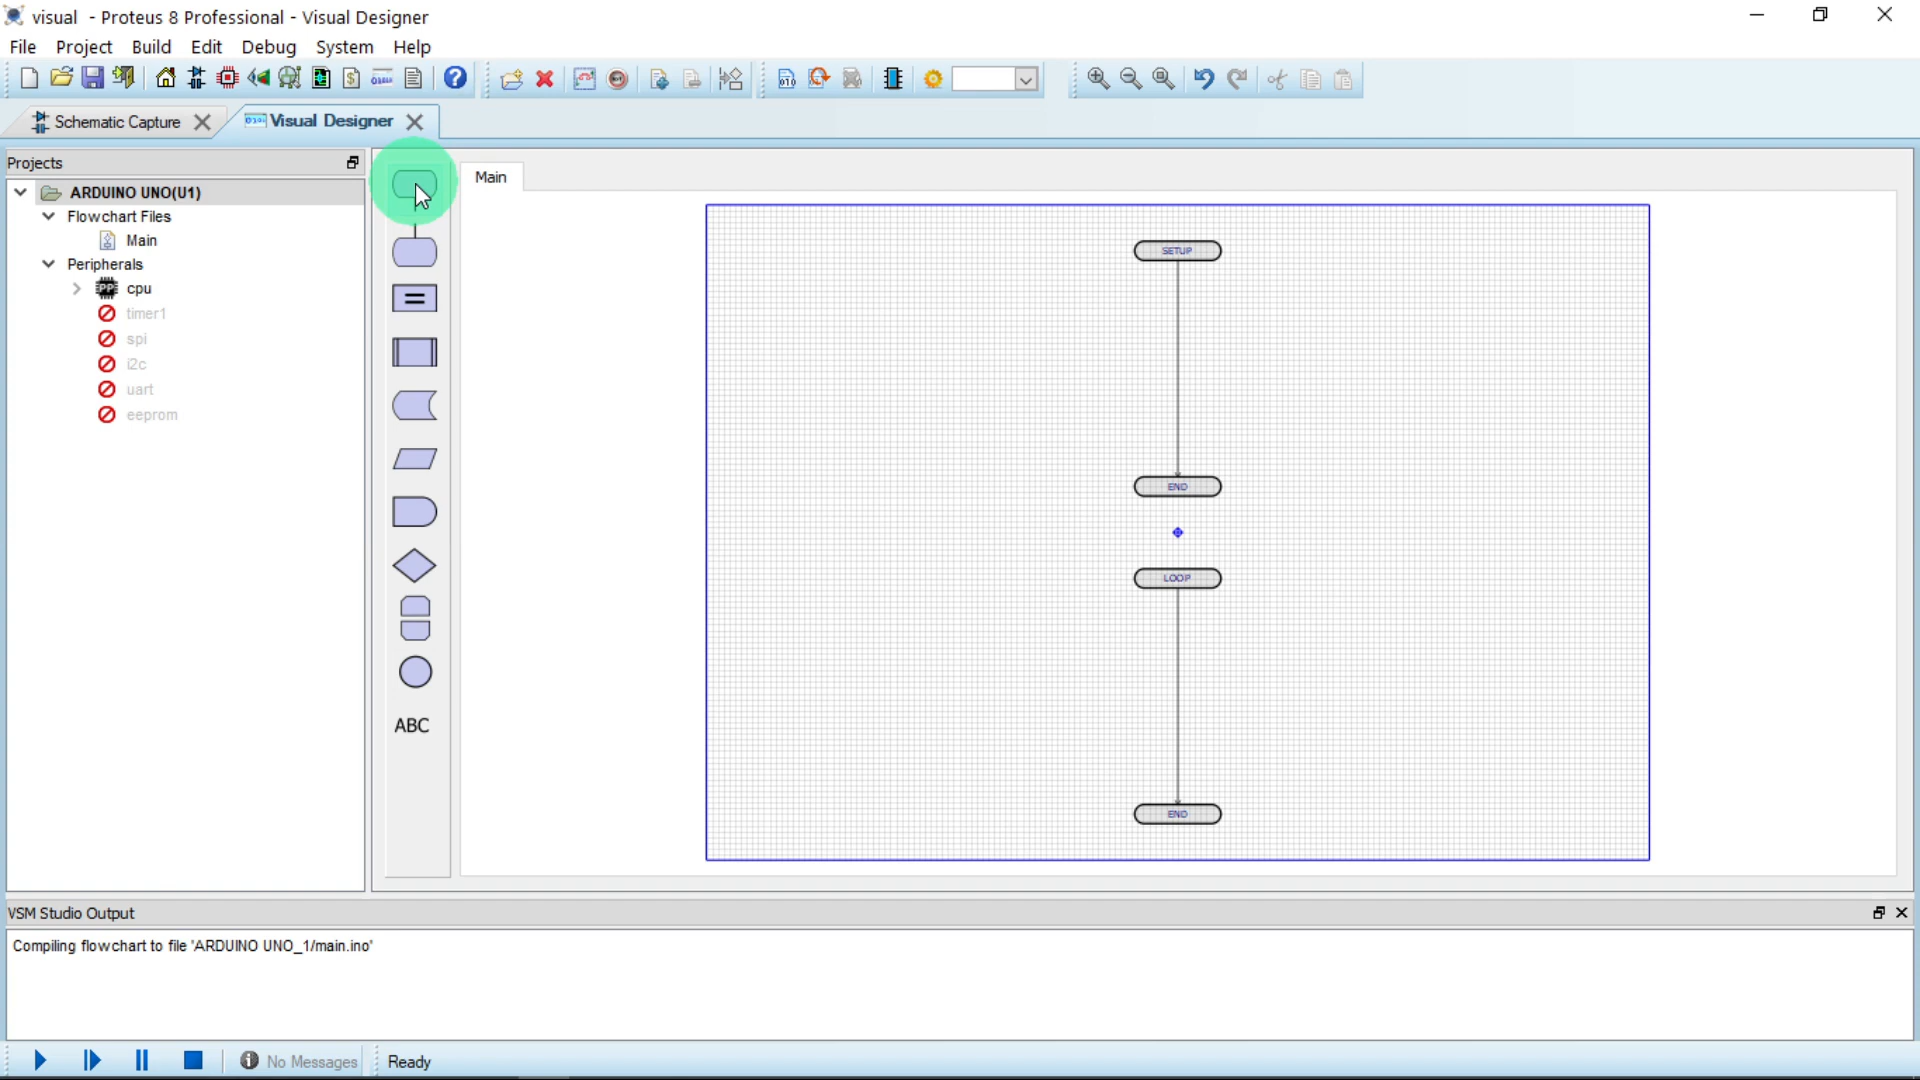 visual - Proteus 8 Professional - Visual Designer
File Project Build Edit Debug System Help
Schematic Capture
Visual Designer
Projects
ARDUINO UNO(U1)
Flowchart Files
Main
Peripherals
cpu
timer1
spi
i2c
uart
eeprom
ABC
Main
SETUP
END
LOOP
END
VSM Studio Output
Compiling flowchart to file 'ARDUINO UNO_1/main.ino'
No Messages
Ready